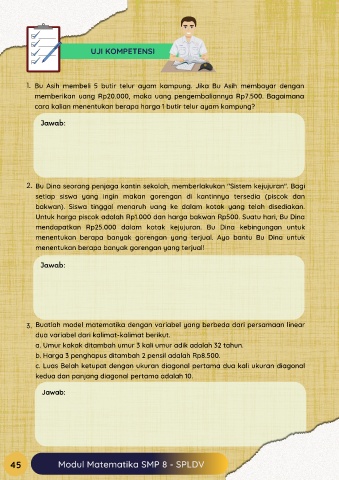 UJI KOMPETENSI
1. Bu Asih membeli 5 butir telur ayam kampung. Jika Bu Asih membayar dengan
memberikan uang Rp20.000, maka uang pengembaliannya Rp7.500. Bagaimana
cara kalian menentukan berapa harga 1 butir telur ayam kampung?
Jawab:
2. Bu Dina seorang penjaga kantin sekolah, memberlakukan "Sistem kejujuran". Bagi
setiap siswa yang ingin makan gorengan di kantinnya tersedia (piscok dan
bakwan). Siswa tinggal menaruh uang ke dalam kotak yang telah disediakan.
Untuk harga piscok adalah Rp1.000 dan harga bakwan Rp500. Suatu hari, Bu Dina
mendapatkan Rp25.000 dalam kotak kejujuran. Bu Dina kebingungan untuk
menentukan berapa banyak gorengan yang terjual. Ayo bantu Bu Dina untuk
menentukan berapa banyak gorengan yang terjual!
Jawab:
3. Buatlah model matematika dengan variabel yang berbeda dari persamaan linear
dua variabel dari kalimat-kalimat berikut.
a. Umur kakak ditambah umur 3 kali umur adik adalah 32 tahun.
b. Harga 3 penghapus ditambah 2 pensil adalah Rp8.500.
c. Luas Belah ketupat dengan ukuran diagonal pertama dua kali ukuran diagonal
kedua dan panjang diagonal pertama adalah 10.
Jawab:
45 Modul Matematika SMP 8 - SPLDV